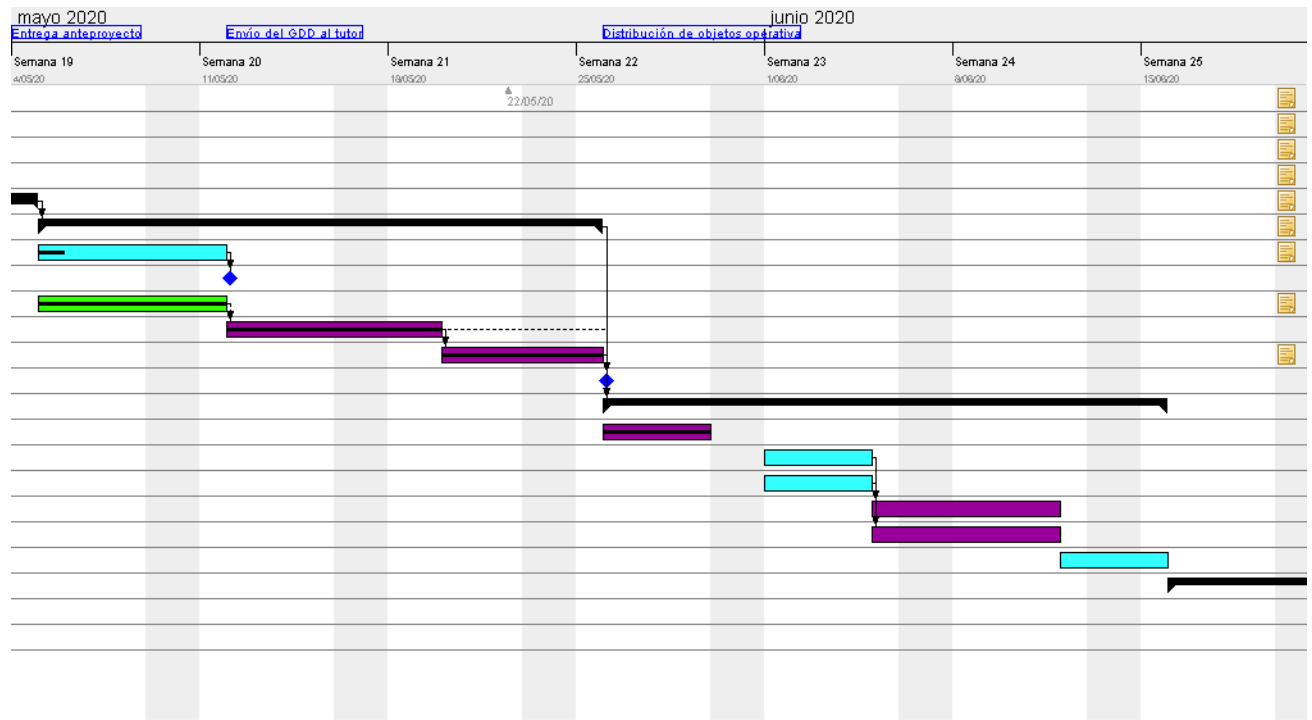 mayo 2020
junio 2020
Entrega anteproyecto
Envío del GDD al tutor
Distribución de objetos operativa
Semana 19
Semana 20
Semana 21
Semana 22
Semana 23
Semana 24
Semana 25
4/05/20
11/05/20
18/05/20
25/05/20
1/06/20
8/06/20
15/06/20
22/05/20